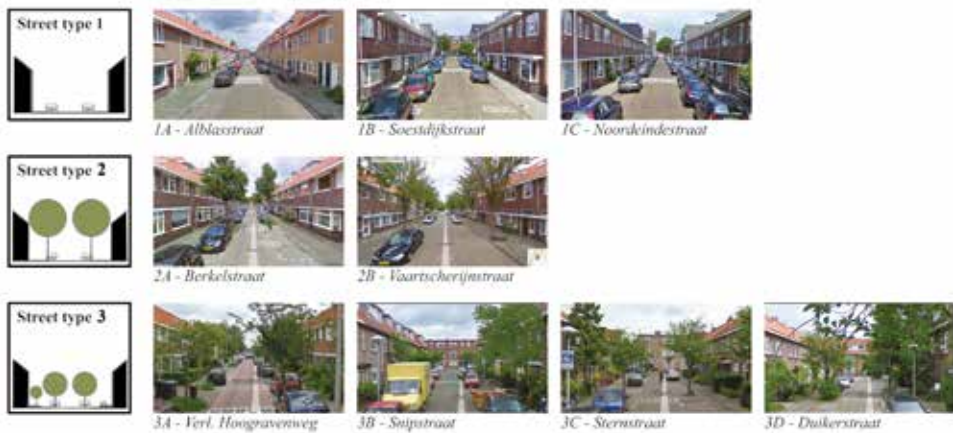 Street type 1
1A - Alblasstraat
1B - Soestdijkstraat
1C - Noordeindestraat
Street type 2
2A - Berkelstraat
2B - Vaartscherijnstraat
Street type 3
3A - Verl. Hoogravenweg
3B - Snipstraat
3C - Sternstraat
3D - Duikerstraat